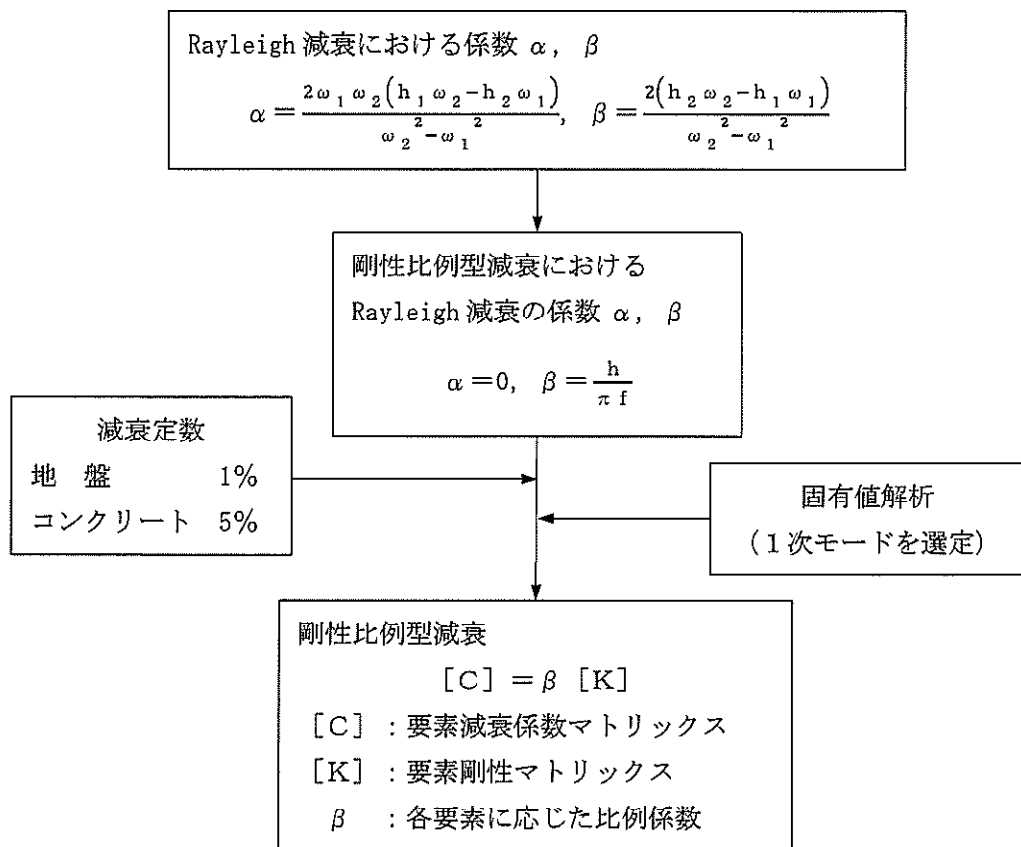 Rayleigh 減衰における係数 α, β
α=2ω₁ω₂(h₁ω₂-h₂ω₁)/ω₂²-ω₁², β=2(h₂ω₂-h₁ω₁)/ω₂²-ω₁²
剛性比例型減衰における
Rayleigh 減衰の係数 α, β
α=0, β=h/πf
減衰定数
地 盤 1%
コンクリート 5%
固有値解析
(1次モードを選定)
剛性比例型減衰
[C]=β [K]
[C]:要素減衰係数マトリックス
[K]:要素剛性マトリックス
β :各要素に応じた比例係数